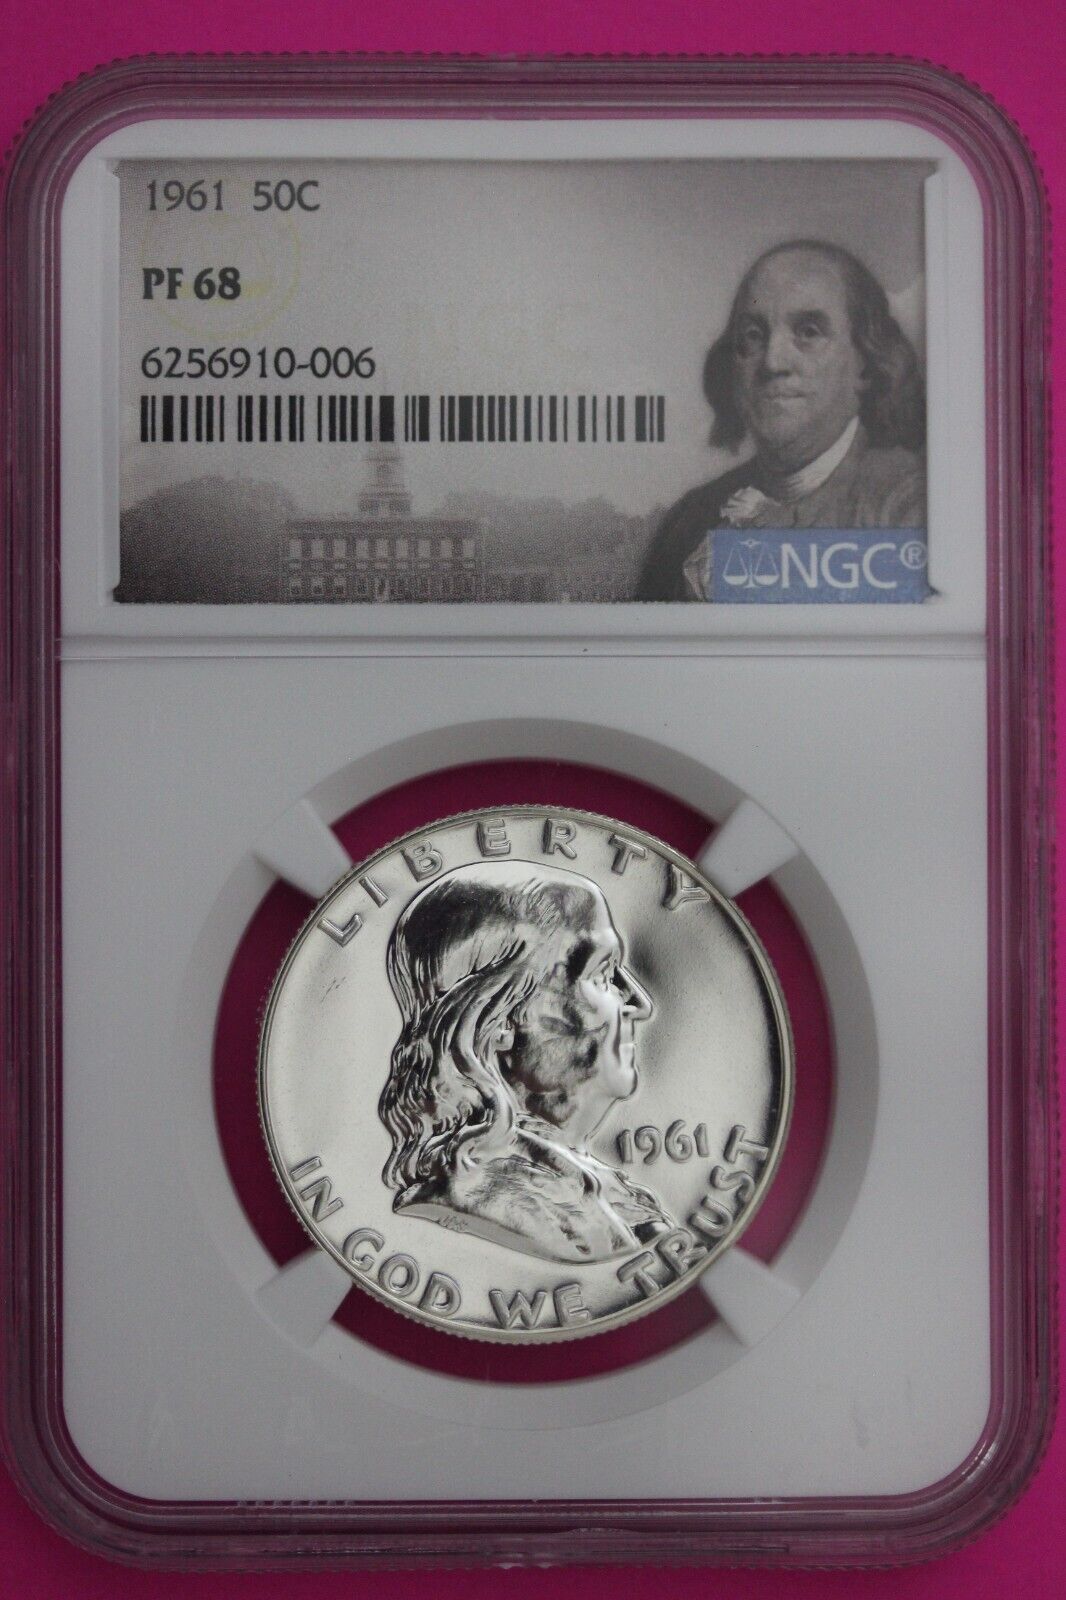 1961 50C
PF 68
6256910-006
NGC®
LIBERTY
1961
IN GOD WE TRUST